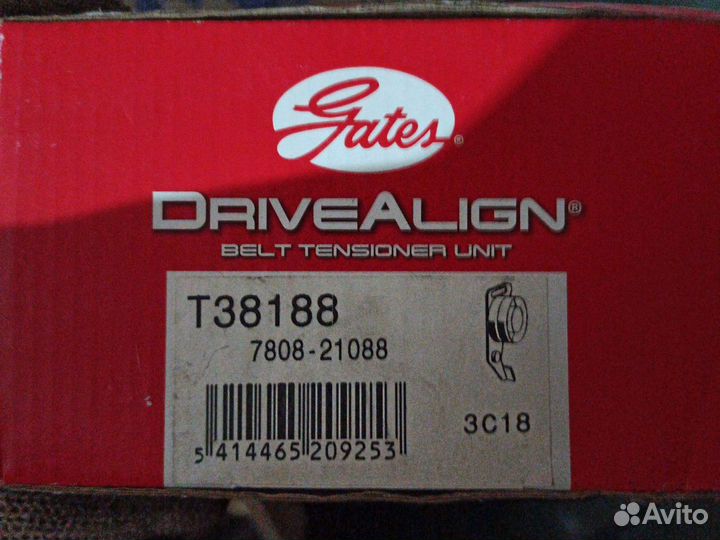 Gates®
DRIVEALIGN®
BELT TENSIONER UNIT
T38188
7808-21088
5 414465 209253
3C18
Avito